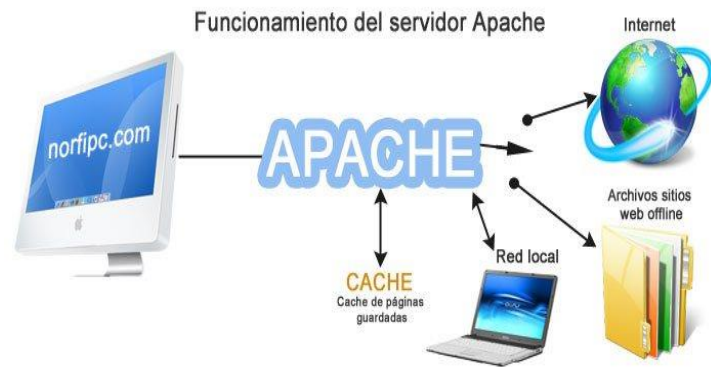 Funcionamiento del servidor Apache
Internet
norfipc.com
APACHE
Archivos sitios
web offline
Red local
CACHE
Cache de páginas
guardadas